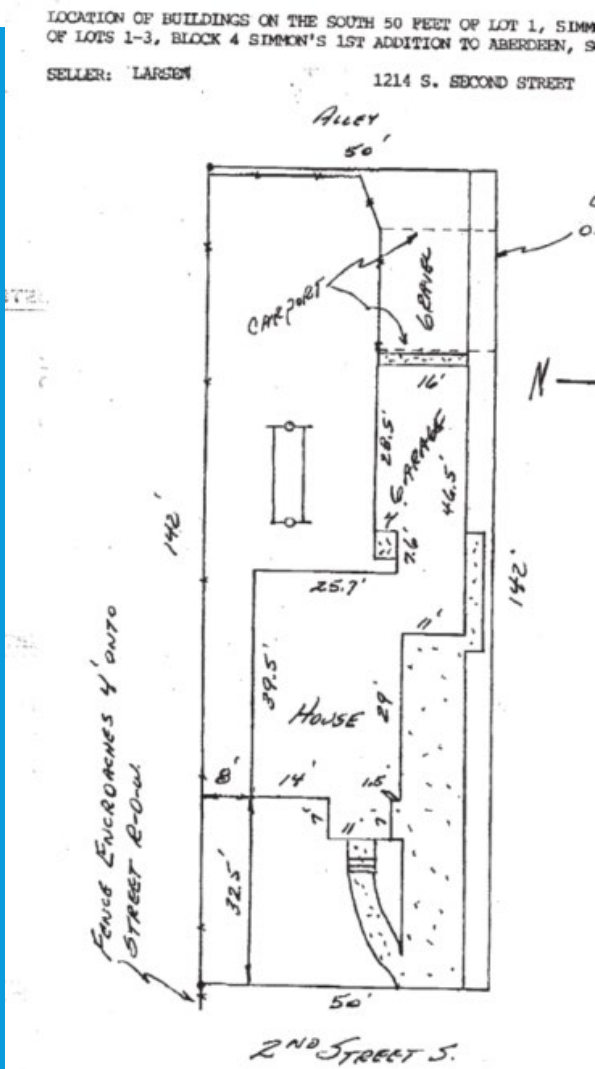 LOCATION OF BUILDINGS ON THE SOUTH 50 FEET OF LOT 1, SIMM
OF LOTS 1-3, BLOCK 4 SIMMON'S 1ST ADDITION TO ABERDEEN, S
SELLER: LARSEN
1214 S. SECOND STREET
ALLEY
50'
CARPORT
GRAVEL
16'
N
28.5'
GARAGE
46.5'
4'
7.6'
142'
142'
25.7'
11'
39.5'
HOUSE
29'
8'
14'
1.5'
7'
11
7'
32.5'
FENCE ENCROACHES 4' ONTO
STREET R-O-W.
50'
2ND STREET S.